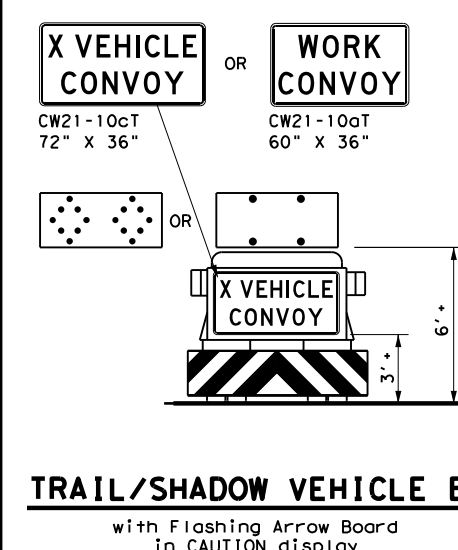 X VEHICLE
CONVOY
OR
WORK
CONVOY
CW21-10cT
72" X 36"
CW21-10aT
60" X 36"
OR
X VEHICLE
CONVOY
6'+
3'+
TRAIL/SHADOW VEHICLE B
with Flashing Arrow Board
in CAUTION display